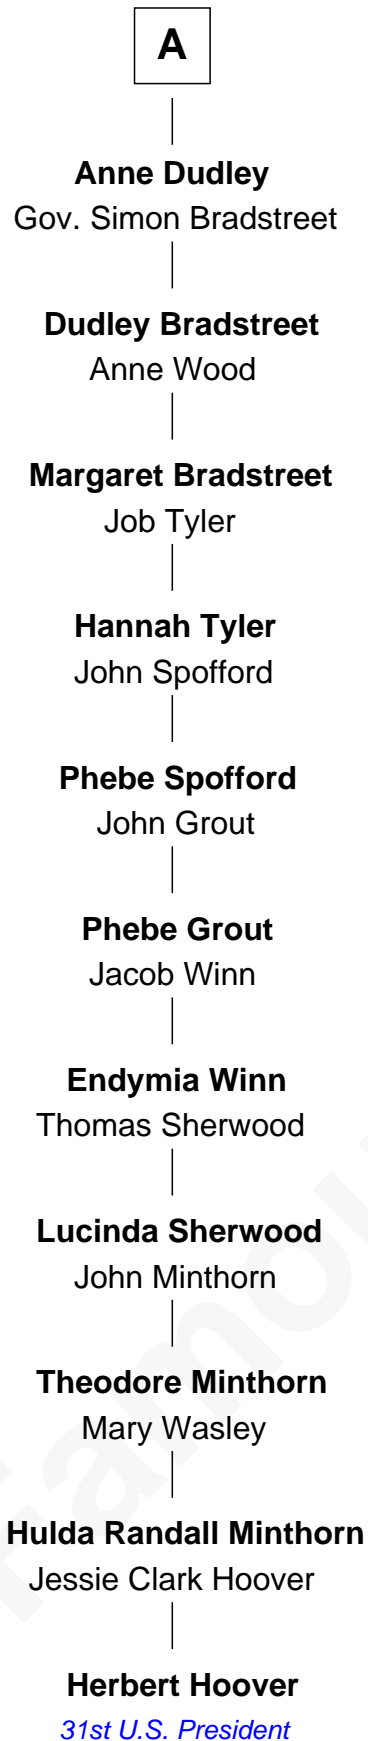 A
Anne Dudley
Gov. Simon Bradstreet
Dudley Bradstreet
Anne Wood
Margaret Bradstreet
Job Tyler
Hannah Tyler
John Spofford
Phebe Spofford
John Grout
Phebe Grout
Jacob Winn
Endymia Winn
Thomas Sherwood
Lucinda Sherwood
John Minthorn
Theodore Minthorn
Mary Wasley
Hulda Randall Minthorn
Jessie Clark Hoover
Herbert Hoover
31st U.S. President